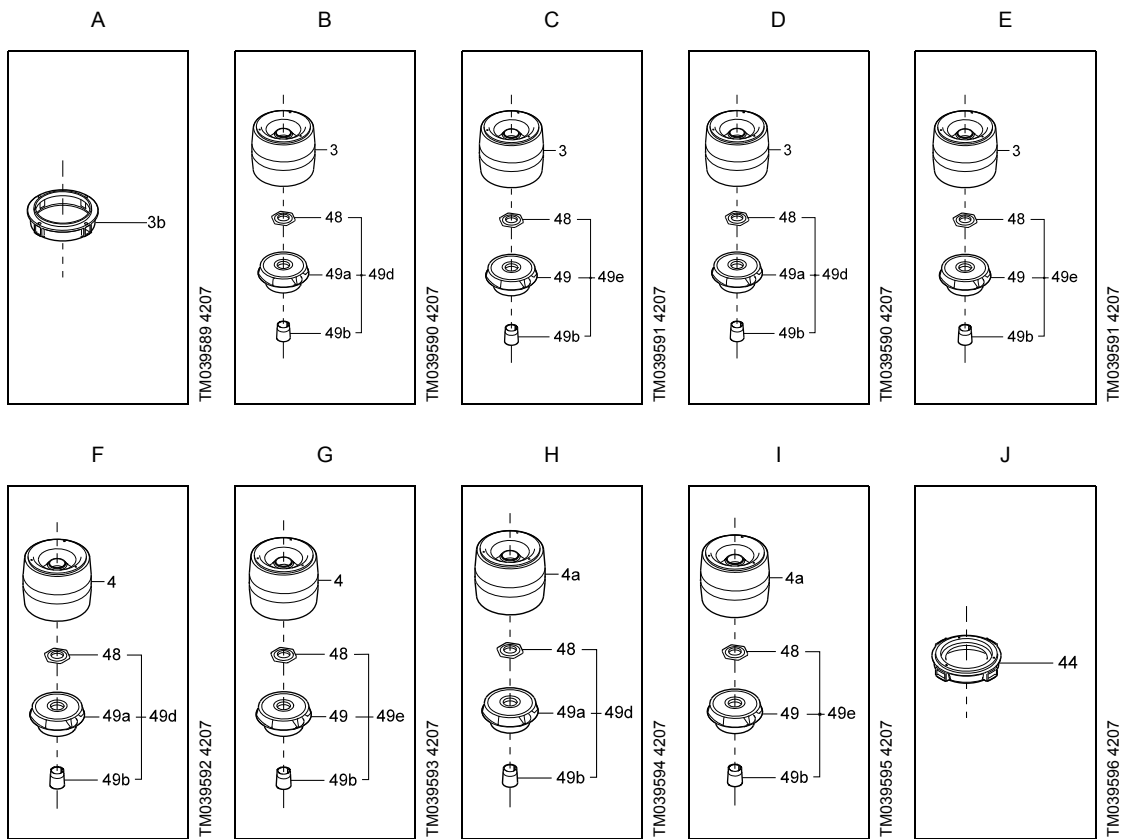 A
3b
TM039589 4207
B
3
48
49a
49d
49b
TM039590 4207
C
3
48
49
49e
49b
TM039591 4207
D
3
48
49a
49d
49b
TM039590 4207
E
3
48
49
49e
49b
TM039591 4207
F
4
48
49a
49d
49b
TM039592 4207
G
4
48
49
49e
49b
TM039593 4207
H
4a
48
49a
49d
49b
TM039594 4207
I
4a
48
49
49e
49b
TM039595 4207
J
44
TM039596 4207